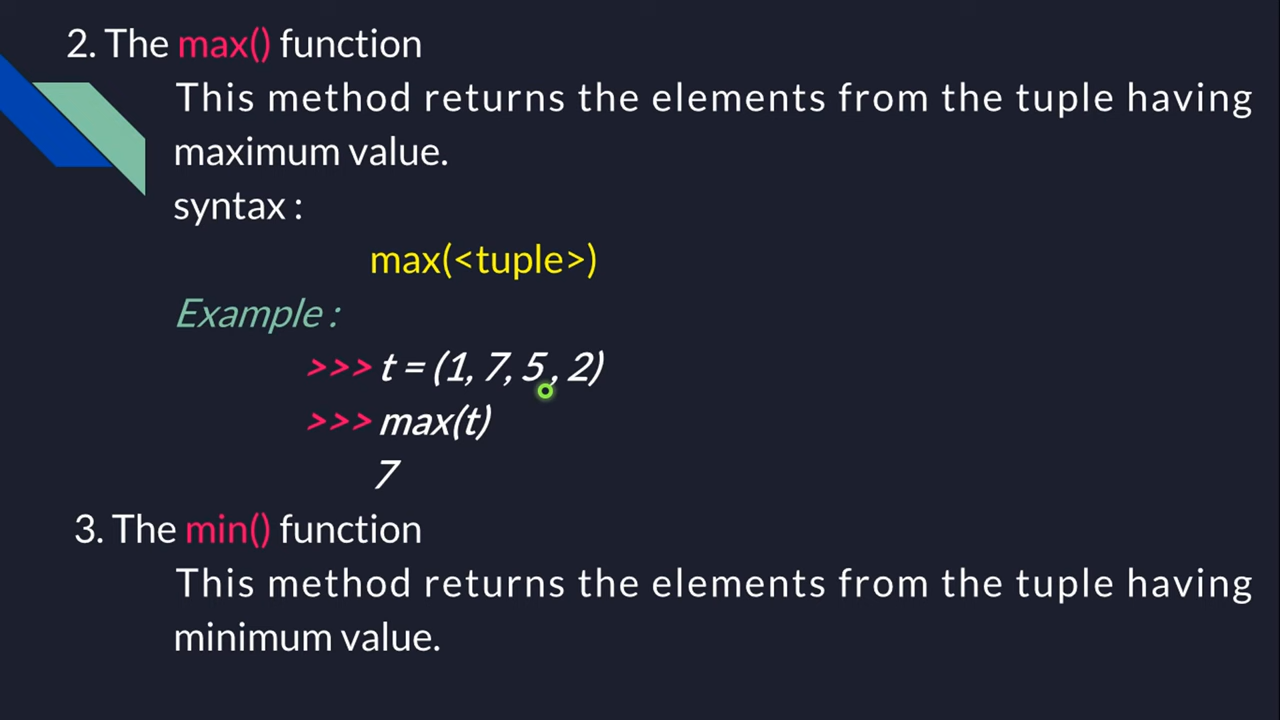 2. The max() function
This method returns the elements from the tuple having
maximum value.
syntax :
max(<tuple>)
Example :
>>> t = (1, 7, 5 , 2)
>>> max(t)
7
3. The min() function
This method returns the elements from the tuple having
minimum value.